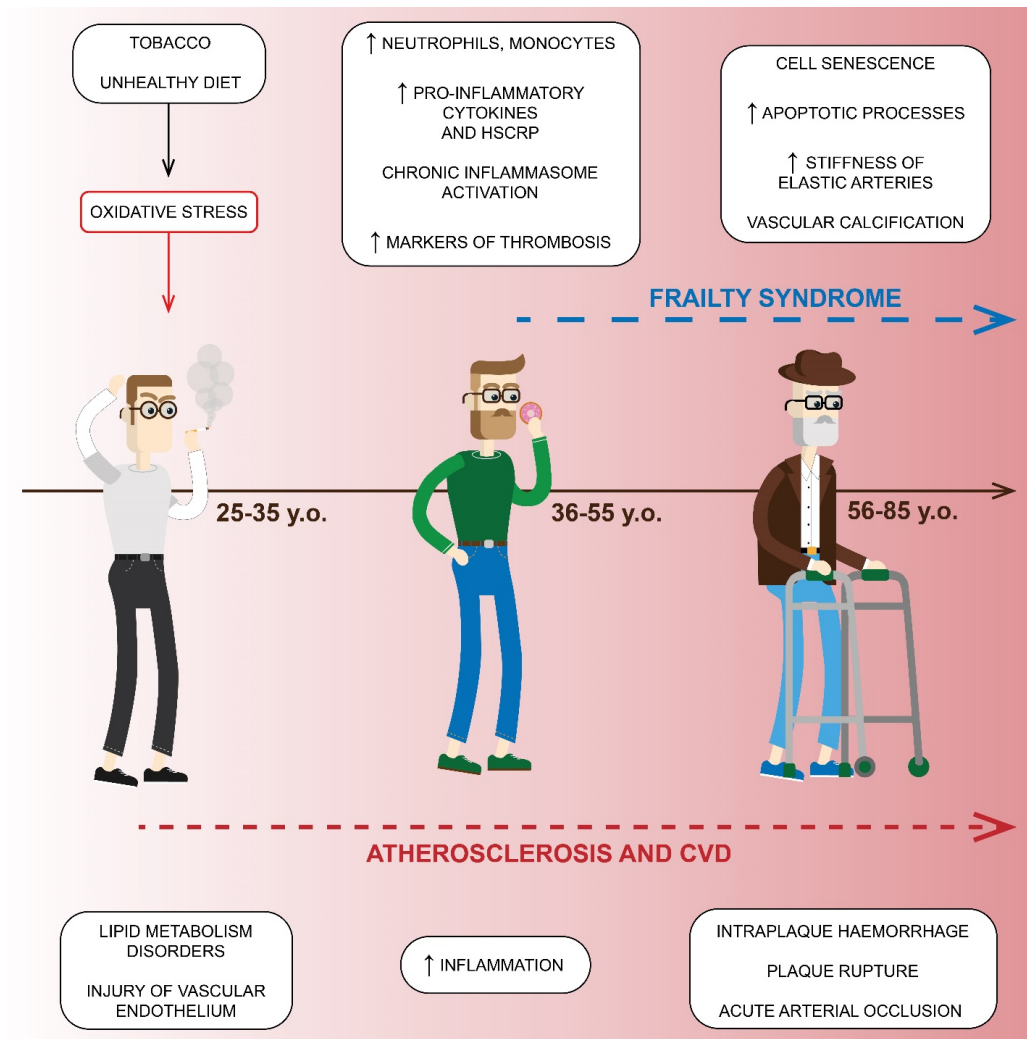 TOBACCO
UNHEALTHY DIET
OXIDATIVE STRESS
↑ NEUTROPHILS, MONOCYTES
↑ PRO-INFLAMMATORY
CYTOKINES
AND HSCRP
CHRONIC INFLAMMASOME
ACTIVATION
↑ MARKERS OF THROMBOSIS
CELL SENESCENCE
↑ APOPTOTIC PROCESSES
↑ STIFFNESS OF
ELASTIC ARTERIES
VASCULAR CALCIFICATION
FRAILTY SYNDROME
25-35 y.o.
36-55 y.o.
56-85 y.o.
ATHEROSCLEROSIS AND CVD
LIPID METABOLISM
DISORDERS
INJURY OF VASCULAR
ENDOTHELIUM
↑ INFLAMMATION
INTRAPLAQUE HAEMORRHAGE
PLAQUE RUPTURE
ACUTE ARTERIAL OCCLUSION